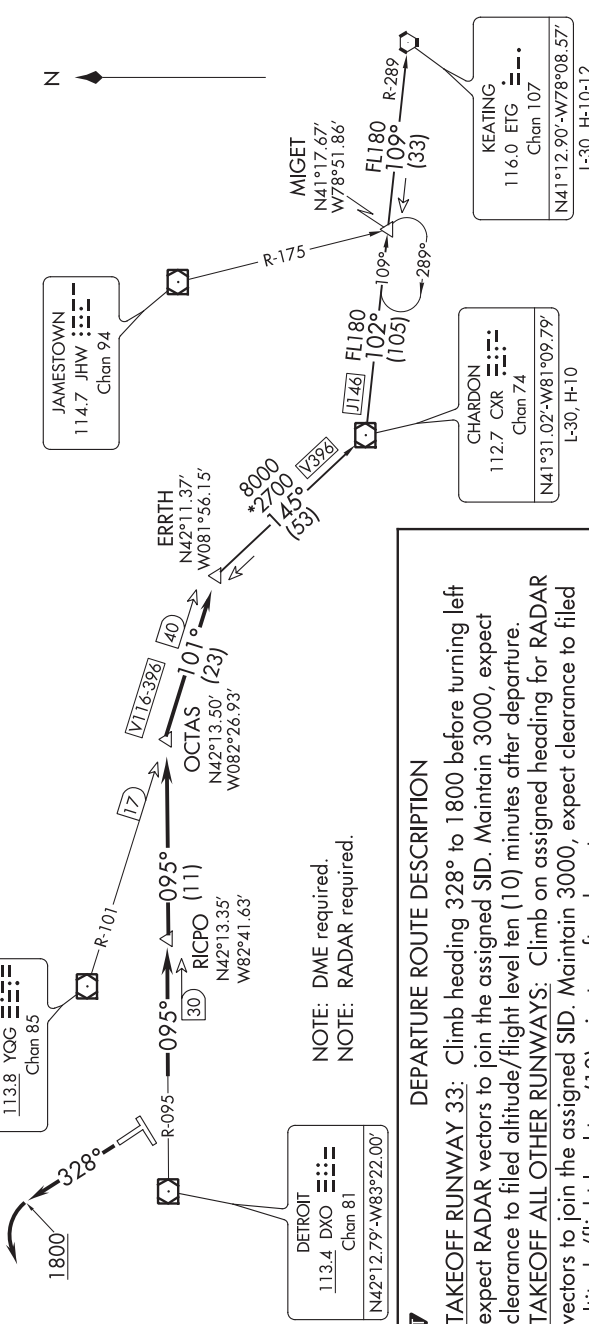 N
JAMESTOWN
114.7 JHW
Chan 94
R-175
MIGET
N41°17.67'
W78°51.86'
FL180
109°
(33)
R-289
KEATING
116.0 ETG
Chan 107
N41°12.90'-W78°08.57'
L-30, H-10-12
109°
289°
J146
FL180
102°
(105)
CHARDON
112.7 CXR
Chan 74
N41°31.02'-W81°09.79'
L-30, H-10
8000
*2700
145°
(53)
V396
ERRTH
N42°11.37'
W081°56.15'
V116-396
40
101°
(23)
OCTAS
N42°13.50'
W082°26.93'
17
R-101
113.8 YQG
Chan 85
095°
(11)
RICPO
N42°13.35'
W82°41.63'
30
095°
R-095
328°
1800
DETROIT
113.4 DXO
Chan 81
N42°12.79'-W83°22.00'
NOTE: DME required.
NOTE: RADAR required.
DEPARTURE ROUTE DESCRIPTION
TAKEOFF RUNWAY 33: Climb heading 328° to 1800 before turning left
expect RADAR vectors to join the assigned SID. Maintain 3000, expect
clearance to filed altitude/flight level ten (10) minutes after departure.
TAKEOFF ALL OTHER RUNWAYS: Climb on assigned heading for RADAR
vectors to join the assigned SID. Maintain 3000, expect clearance to filed